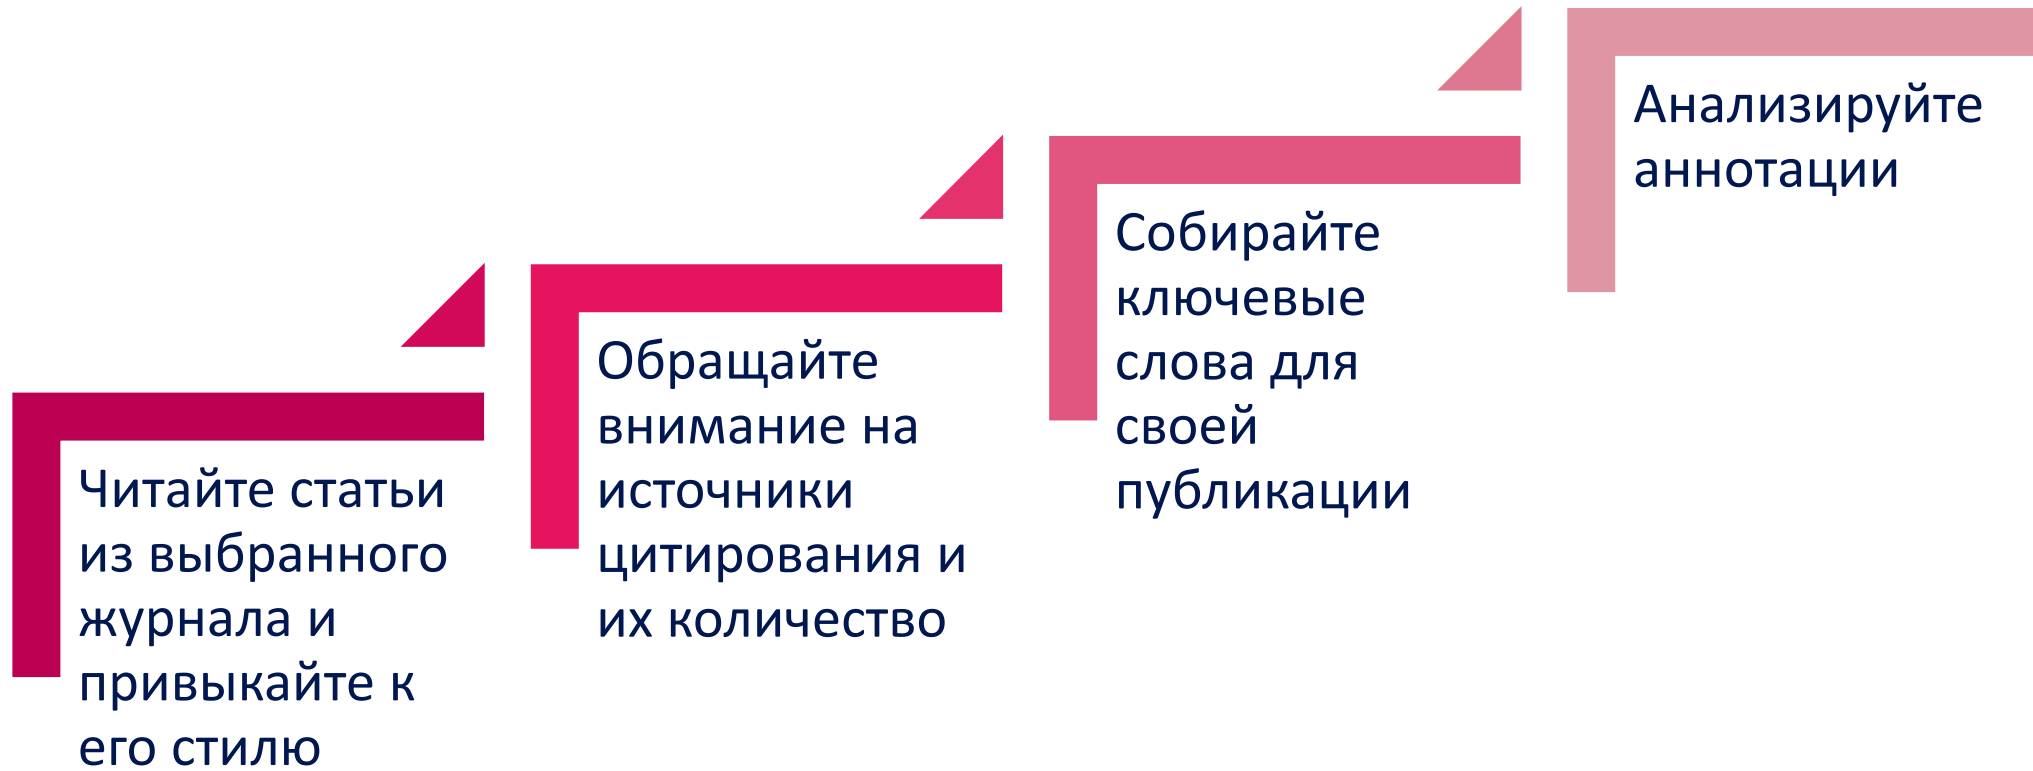 Читайте статьи
из выбранного
журнала и
привыкайте к
его стилю
Обращайте
внимание на
источники
цитирования и
их количество
Собирайте
ключевые
слова для
своей
публикации
Анализируйте
аннотации